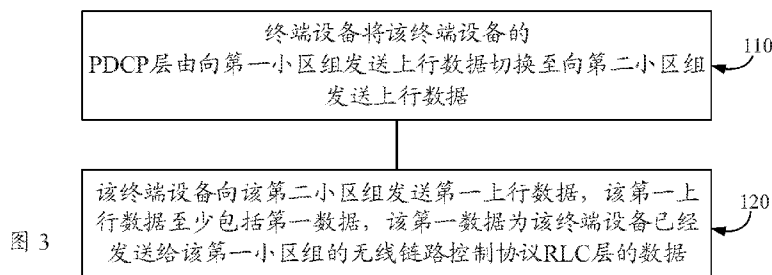 终端设备将该终端设备的
PDCP层由向第一小区组发送上行数据切换至向第二小区组
发送上行数据
110
该终端设备向该第二小区组发送第一上行数据，该第一上
行数据至少包括第一数据，该第一数据为该终端设备已经
发送给该第一小区组的无线链路控制协议RLC层的数据
120
图 3